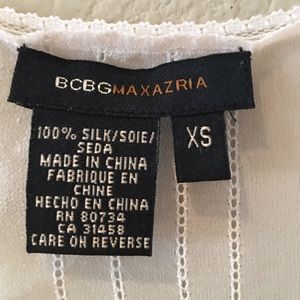 BCBGMAXAZRIA
XS
100% SILK/SOIE/
SEDA
MADE IN CHINA
FABRIQUE EN
CHINE
HECHO EN CHINA
RN 80734
CA 31458
CARE ON REVERSE